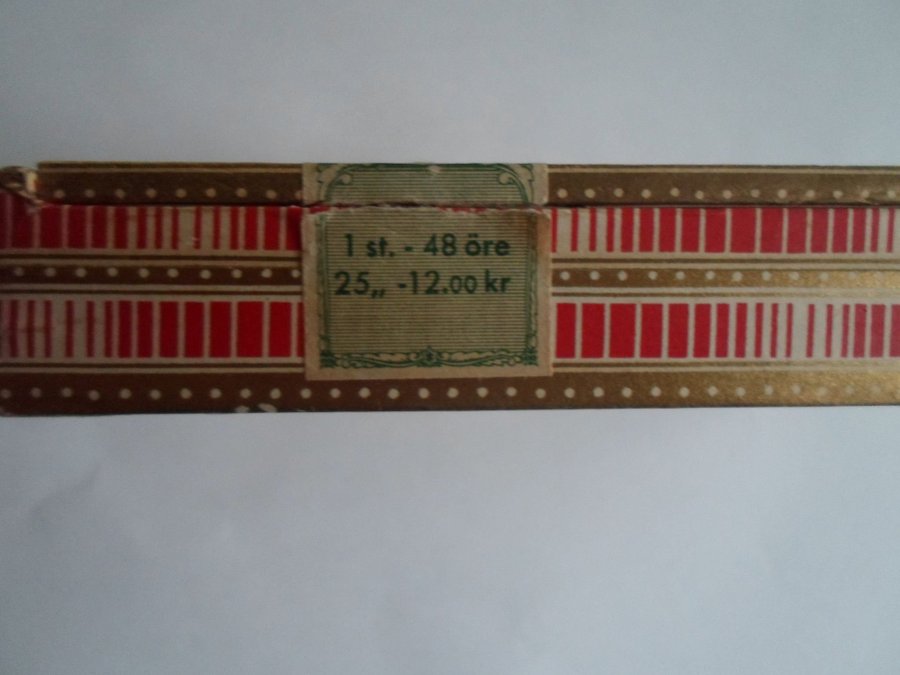 1 st. - 48 öre
25,, -12.00 kr